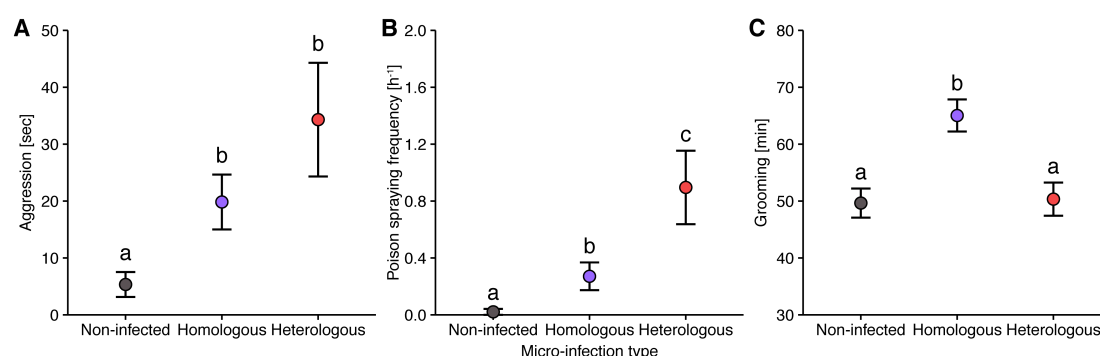 A
50
40
30
20
10
0
Aggression [sec]
a
b
b
Non-infected Homologous Heterologous
B
2.0
1.6
1.2
0.8
0.4
0.0
Poison spraying frequency [h⁻¹]
a
b
c
Non-infected Homologous Heterologous
Micro-infection type
C
80
70
60
50
40
30
Grooming [min]
a
b
a
Non-infected Homologous Heterologous